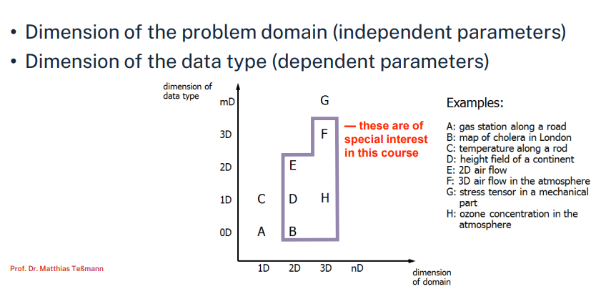 • Dimension of the problem domain (independent parameters)
• Dimension of the data type (dependent parameters)
dimension of
data type
mD
G
3D
F
— these are of
special interest
in this course
2D
E
1D
C
D
H
0D
A
B
1D
2D
3D
nD
dimension
of domain
Examples:
A: gas station along a road
B: map of cholera in London
C: temperature along a rod
D: height field of a continent
E: 2D air flow
F: 3D air flow in the atmosphere
G: stress tensor in a mechanical
part
H: ozone concentration in the
atmosphere
Prof. Dr. Matthias Teßmann